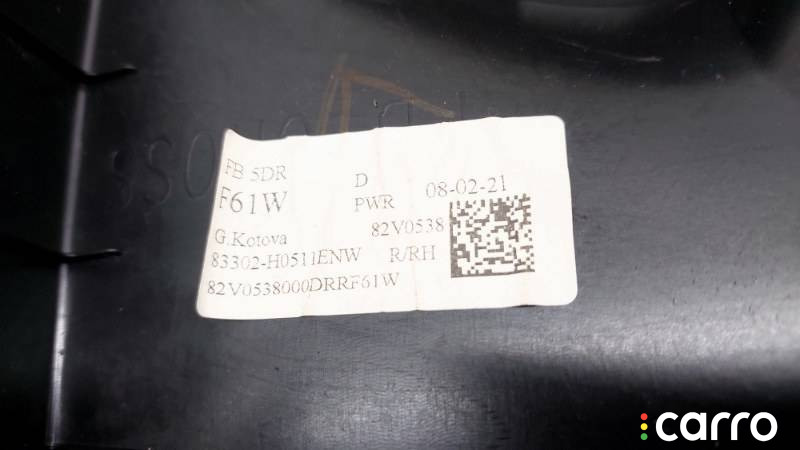 FB 5DR
D
F61W
PWR
08-02-21
G.Kotova
82V0538
83302-H0511ENW
R/RH
82V0538000DRRF61W
carro